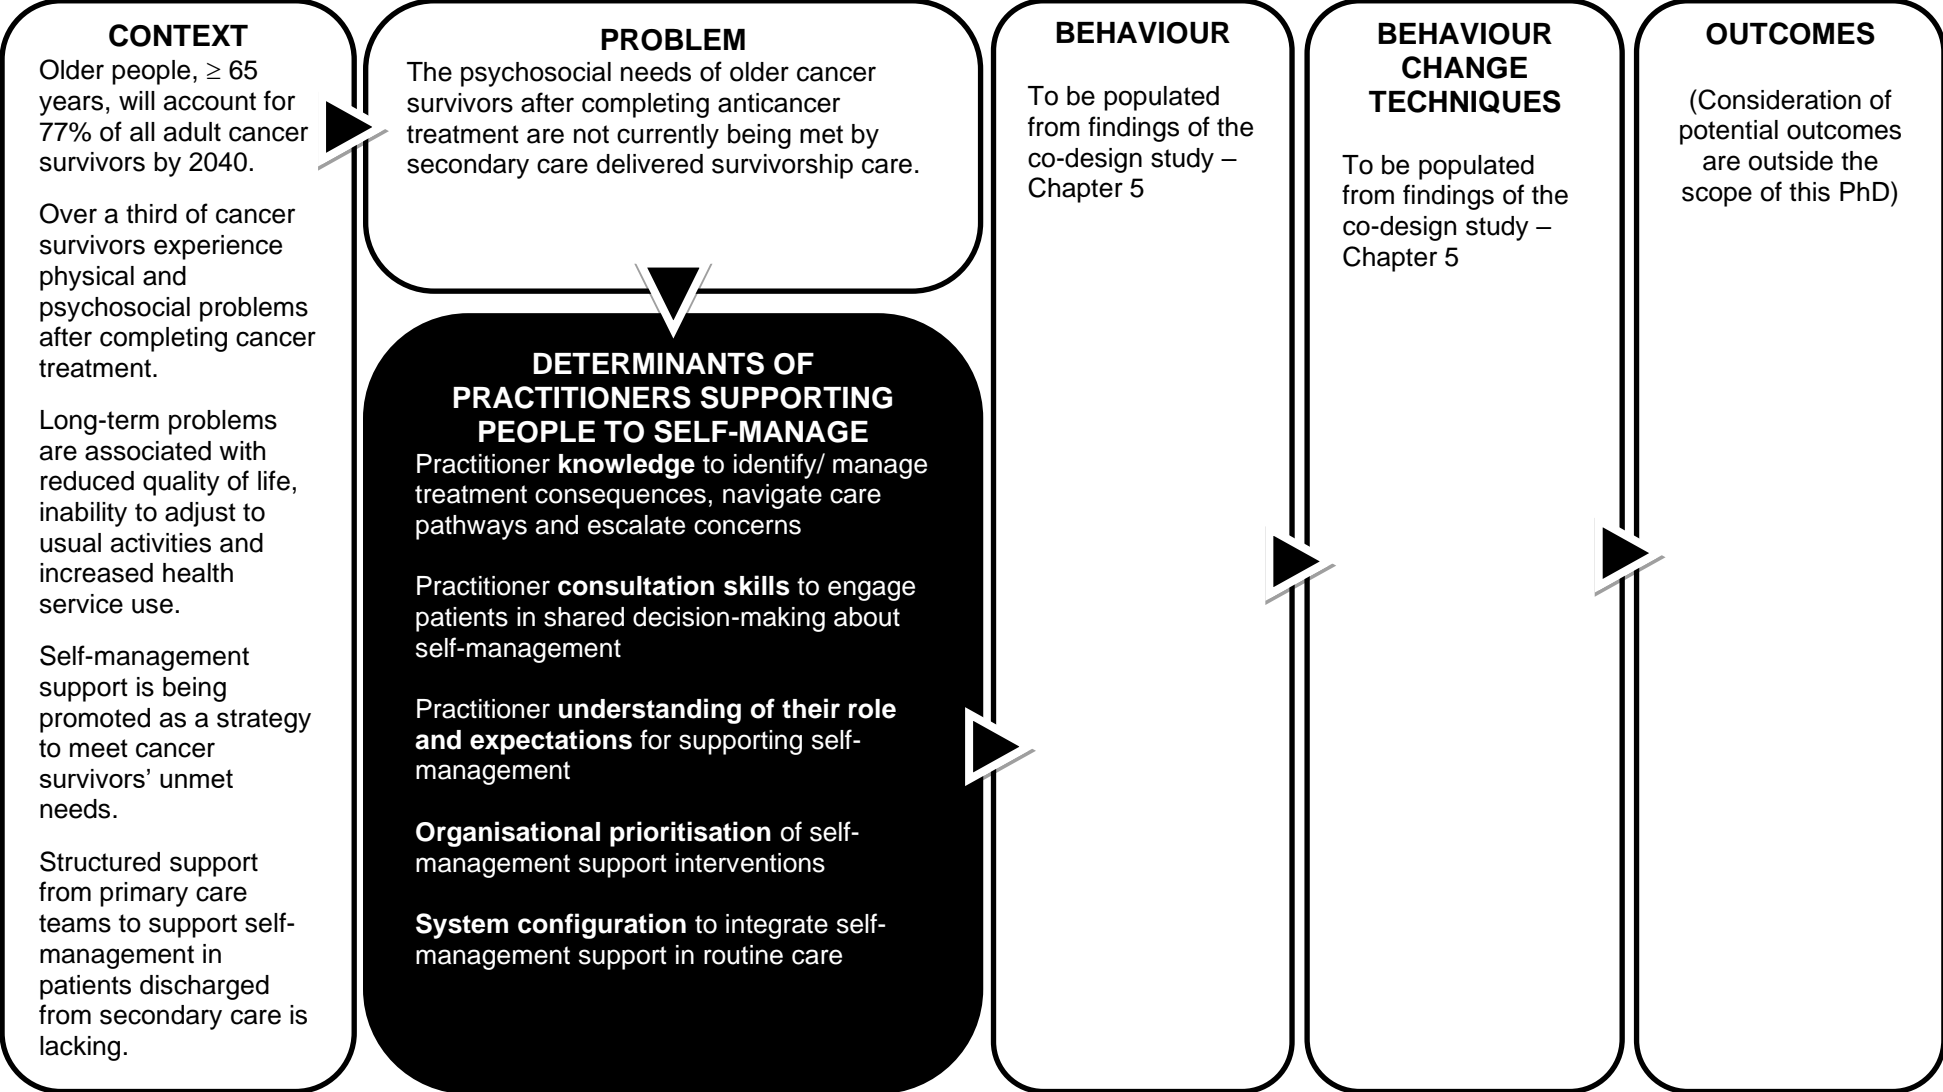 CONTEXT
Older people, ≥ 65
years, will account for
77% of all adult cancer
survivors by 2040.
Over a third of cancer
survivors experience
physical and
psychosocial problems
after completing cancer
treatment.
Long-term problems
are associated with
reduced quality of life,
inability to adjust to
usual activities and
increased health
service use.
Self-management
support is being
promoted as a strategy
to meet cancer
survivors’ unmet
needs.
Structured support
from primary care
teams to support self-
management in
patients discharged
from secondary care is
lacking.
PROBLEM
The psychosocial needs of older cancer
survivors after completing anticancer
treatment are not currently being met by
secondary care delivered survivorship care.
DETERMINANTS OF
PRACTITIONERS SUPPORTING
PEOPLE TO SELF-MANAGE
Practitioner knowledge to identify/ manage
treatment consequences, navigate care
pathways and escalate concerns
Practitioner consultation skills to engage
patients in shared decision-making about
self-management
Practitioner understanding of their role
and expectations for supporting self-
management
Organisational prioritisation of self-
management support interventions
System configuration to integrate self-
management support in routine care
BEHAVIOUR
To be populated
from findings of the
co-design study –
Chapter 5
BEHAVIOUR
CHANGE
TECHNIQUES
To be populated
from findings of the
co-design study –
Chapter 5
OUTCOMES
(Consideration of
potential outcomes
are outside the
scope of this PhD)